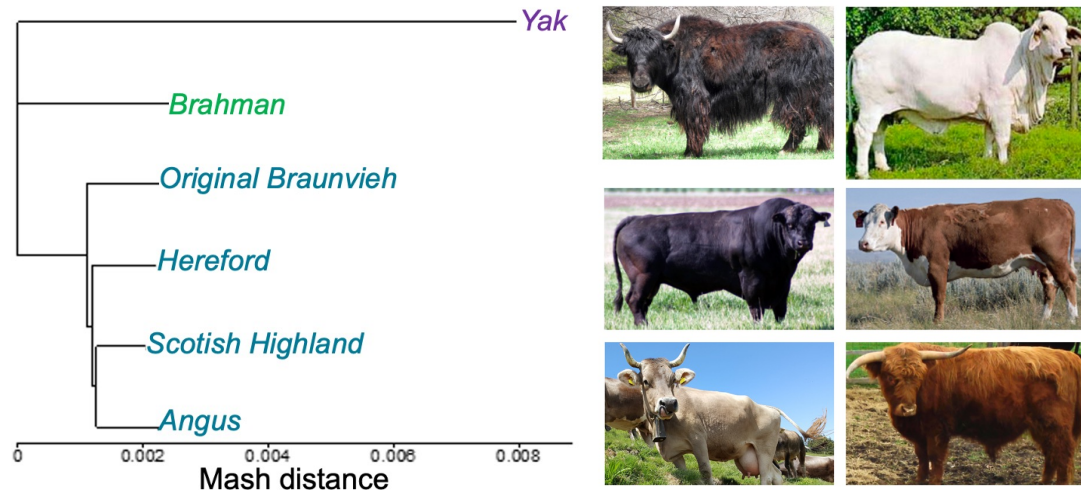 Yak
Brahman
Original Braunvieh
Hereford
Scotish Highland
Angus
0 0.002 0.004 0.006 0.008
Mash distance